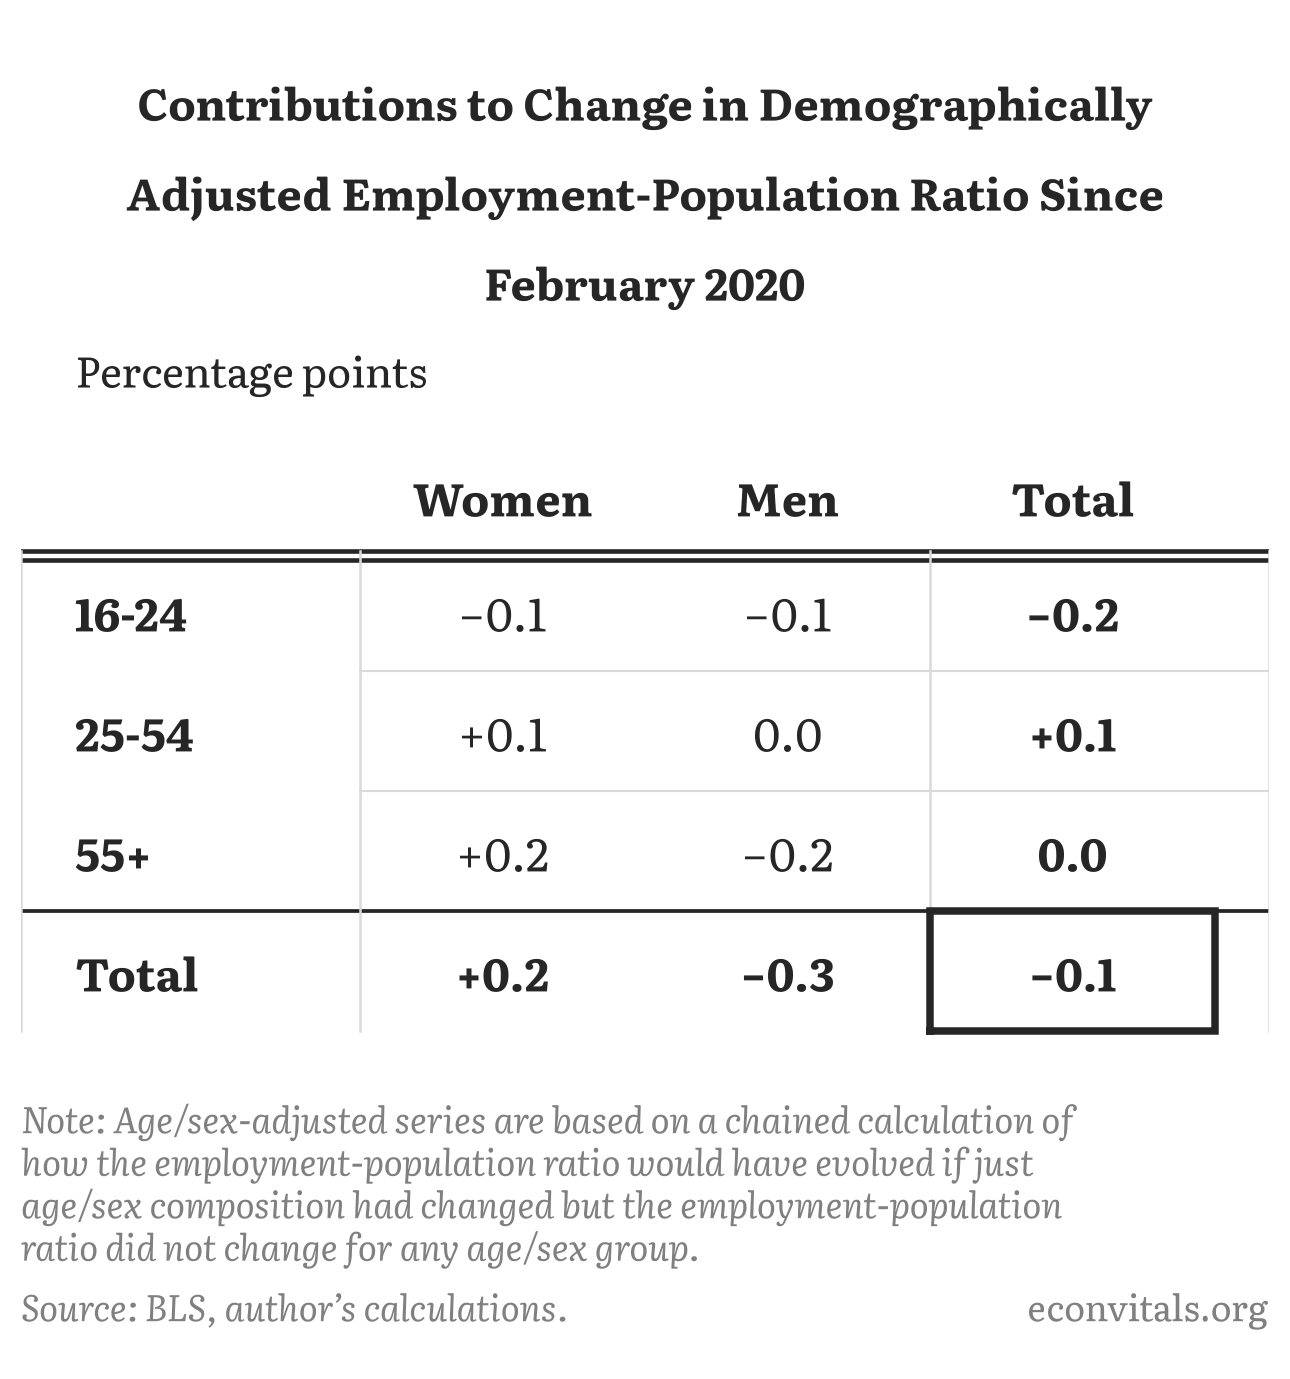 Contributions to Change in Demographically
Adjusted Employment-Population Ratio Since
February 2020
Percentage points
Women Men Total
16-24 −0.1 −0.1 −0.2
25-54 +0.1 0.0 +0.1
55+ +0.2 −0.2 0.0
Total +0.2 −0.3 −0.1
Note: Age/sex-adjusted series are based on a chained calculation of
how the employment-population ratio would have evolved if just
age/sex composition had changed but the employment-population
ratio did not change for any age/sex group.
Source: BLS, author’s calculations. econvitals.org